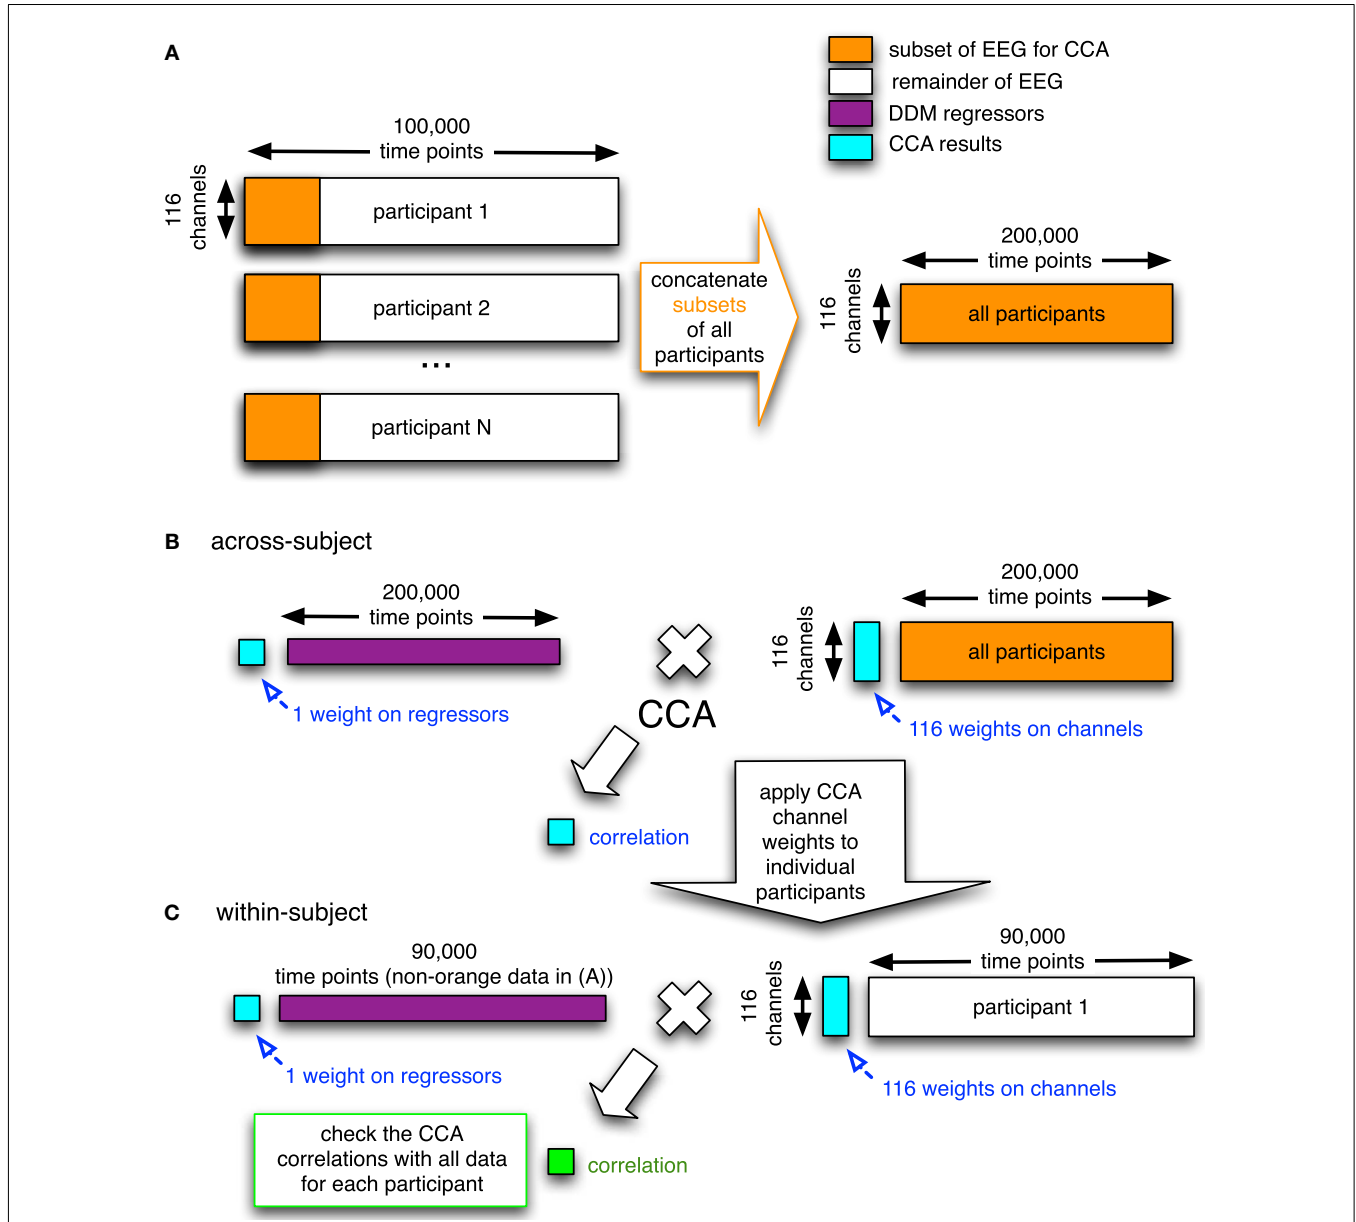 A
subset of EEG for CCA
remainder of EEG
DDM regressors
CCA results
100,000
time points
116
channels
participant 1
participant 2
...
participant N
concatenate
subsets
of all
participants
200,000
time points
116
channels
all participants
B across-subject
200,000
time points
1 weight on regressors
CCA
correlation
200,000
time points
116
channels
all participants
116 weights on channels
apply CCA
channel
weights to
individual
participants
C within-subject
90,000
time points (non-orange data in (A))
1 weight on regressors
90,000
time points
116
channels
participant 1
116 weights on channels
check the CCA
correlations with all data
for each participant
correlation